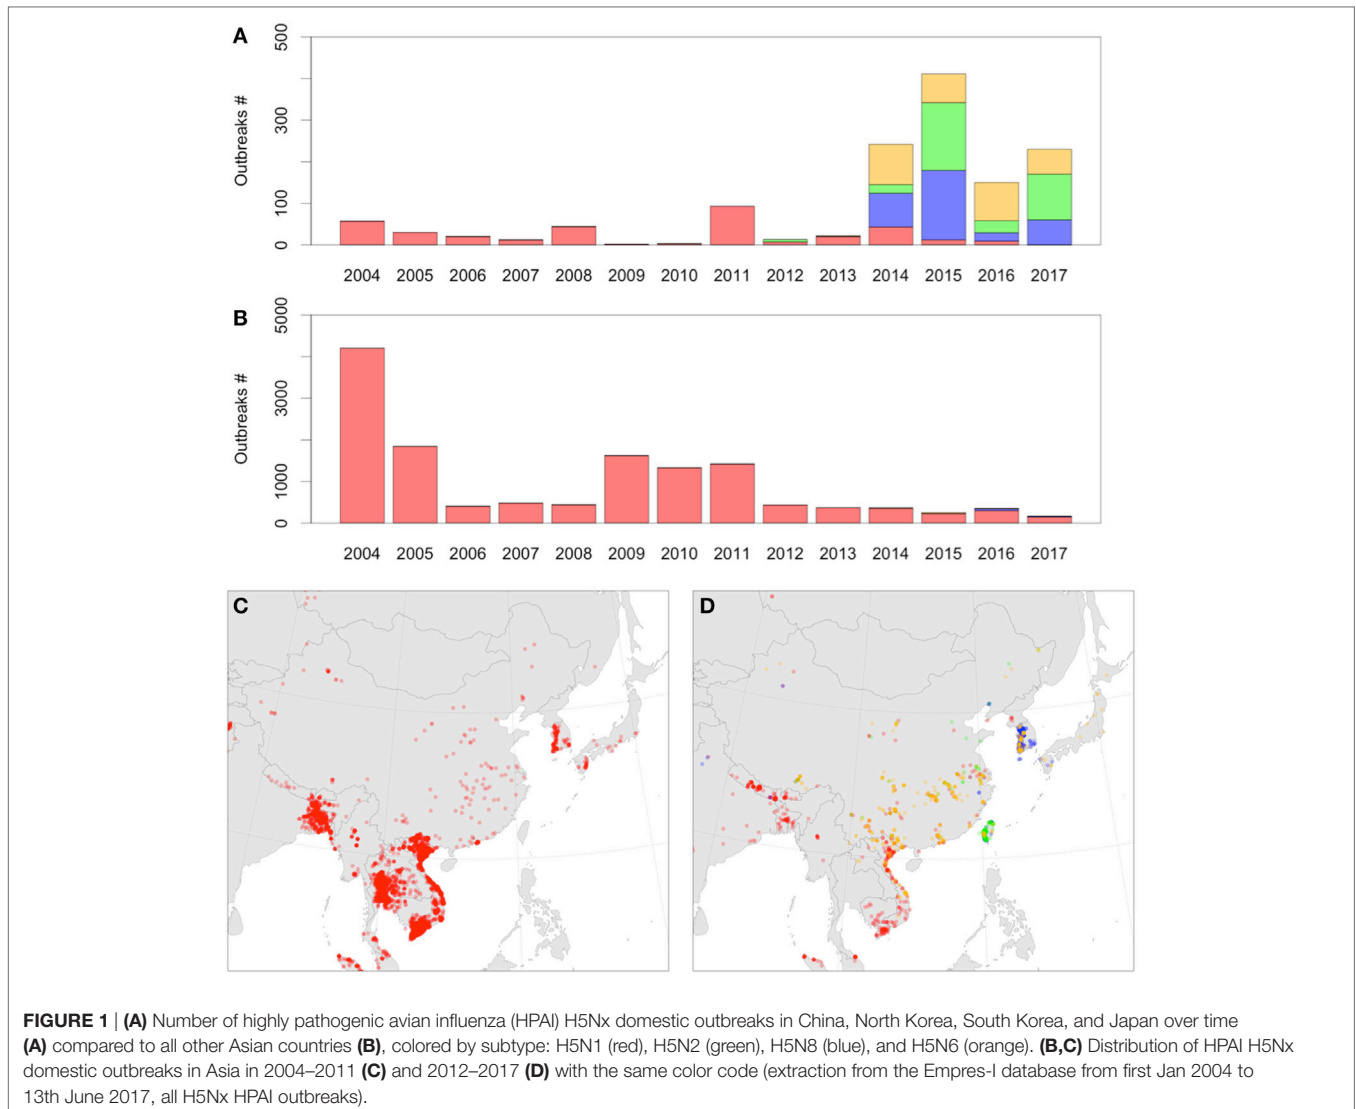 A
500
300
100
0
Outbreaks #
2004 2005 2006 2007 2008 2009 2010 2011 2012 2013 2014 2015 2016 2017
B
5000
3000
1000
0
Outbreaks #
2004 2005 2006 2007 2008 2009 2010 2011 2012 2013 2014 2015 2016 2017
C
D
FIGURE 1 | (A) Number of highly pathogenic avian influenza (HPAI) H5Nx domestic outbreaks in China, North Korea, South Korea, and Japan over time
(A) compared to all other Asian countries (B), colored by subtype: H5N1 (red), H5N2 (green), H5N8 (blue), and H5N6 (orange). (B,C) Distribution of HPAI H5Nx
domestic outbreaks in Asia in 2004–2011 (C) and 2012–2017 (D) with the same color code (extraction from the Empres-I database from first Jan 2004 to
13th June 2017, all H5Nx HPAI outbreaks).